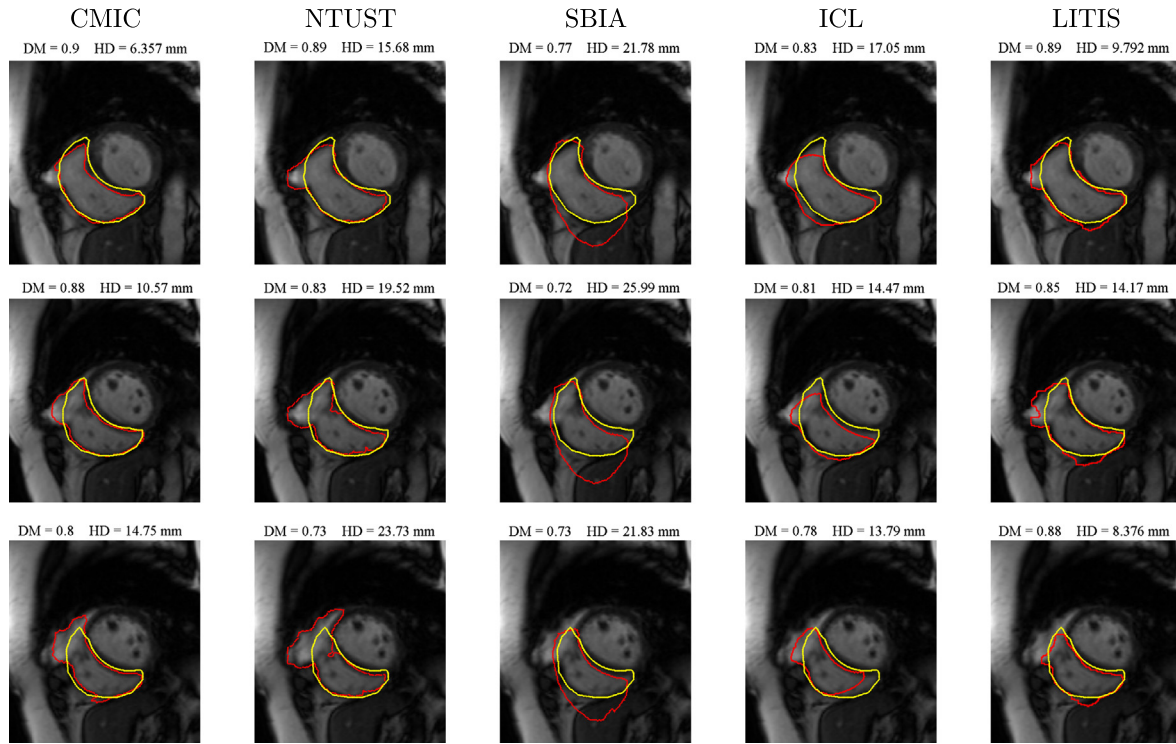 CMIC NTUST SBIA ICL LITIS
DM = 0.9 HD = 6.357 mm DM = 0.89 HD = 15.68 mm DM = 0.77 HD = 21.78 mm DM = 0.83 HD = 17.05 mm DM = 0.89 HD = 9.792 mm
DM = 0.88 HD = 10.57 mm DM = 0.83 HD = 19.52 mm DM = 0.72 HD = 25.99 mm DM = 0.81 HD = 14.47 mm DM = 0.85 HD = 14.17 mm
DM = 0.8 HD = 14.75 mm DM = 0.73 HD = 23.73 mm DM = 0.73 HD = 21.83 mm DM = 0.78 HD = 13.79 mm DM = 0.88 HD = 8.376 mm